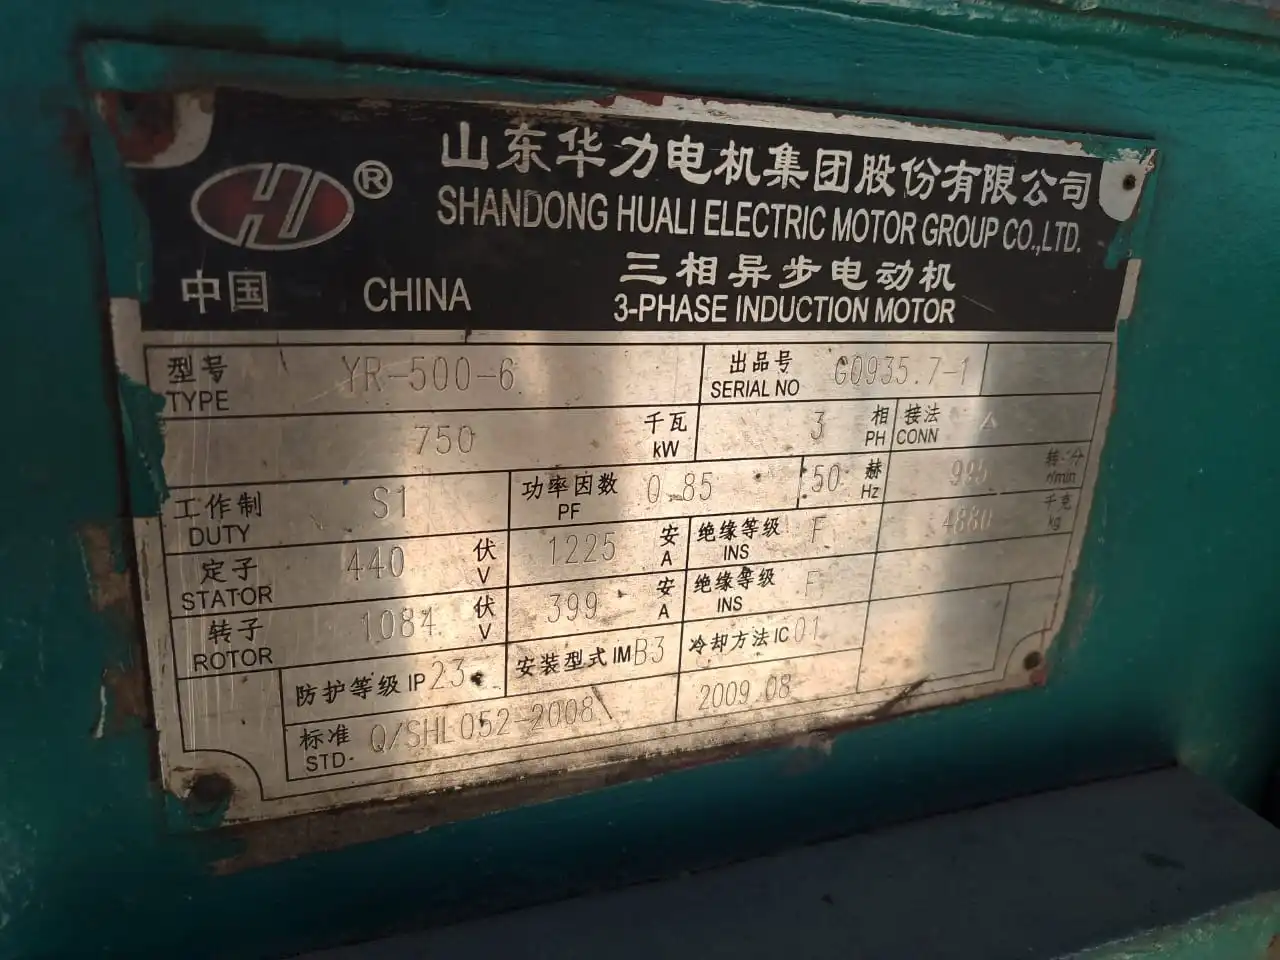 山东华力电机集团股份有限公司
SHANDONG HUALI ELECTRIC MOTOR GROUP CO.,LTD.
®
中国 CHINA
三相异步电动机
3-PHASE INDUCTION MOTOR
型号 TYPE YR-500-6 出品号 SERIAL NO G0935.7-1
750 千瓦 kW 3 相 PH 接法 CONN
工作制 DUTY S1 功率因数 PF 0.85 50 赫 Hz 995 转/分 r/min
定子 STATOR 440 伏 V 1225 安 A 绝缘等级 INS F 4880 千克 kg
转子 ROTOR 1084 伏 V 399 安 A 绝缘等级 INS F
防护等级 IP 23 安装型式 IM B3 冷却方法 IC 01
标准 STD. Q/SHL052-2008 2009.08